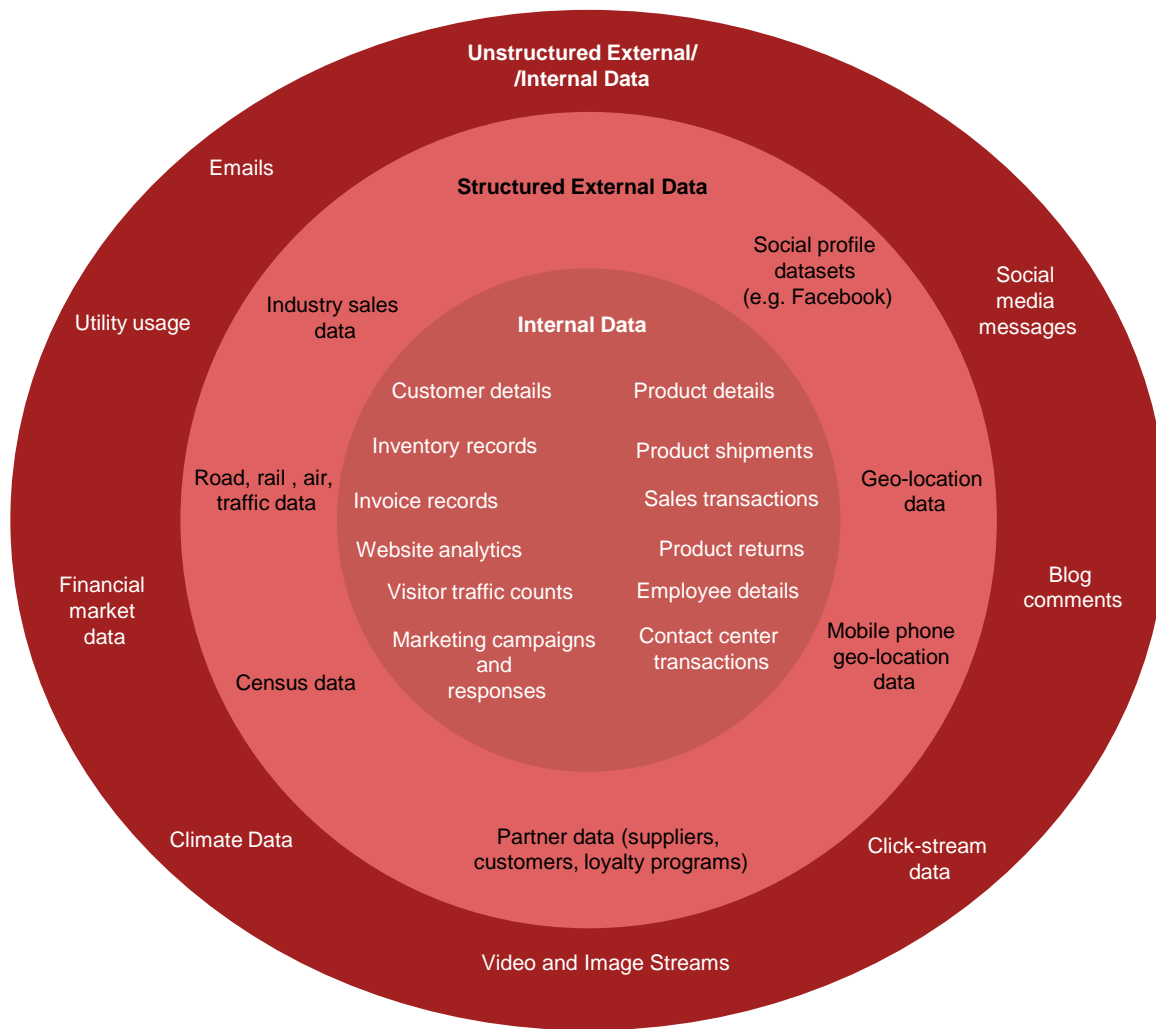 Unstructured External/
/Internal Data
Emails
Structured External Data
Social profile
datasets
(e.g. Facebook)
Social
media
messages
Industry sales
data
Utility usage
Internal Data
Customer details
Product details
Inventory records
Product shipments
Road, rail , air,
traffic data
Geo-location
data
Invoice records
Sales transactions
Website analytics
Product returns
Financial
market
data
Blog
comments
Visitor traffic counts
Employee details
Marketing campaigns
and
responses
Contact center
transactions
Mobile phone
geo-location
data
Census data
Climate Data
Partner data (suppliers,
customers, loyalty programs)
Click-stream
data
Video and Image Streams